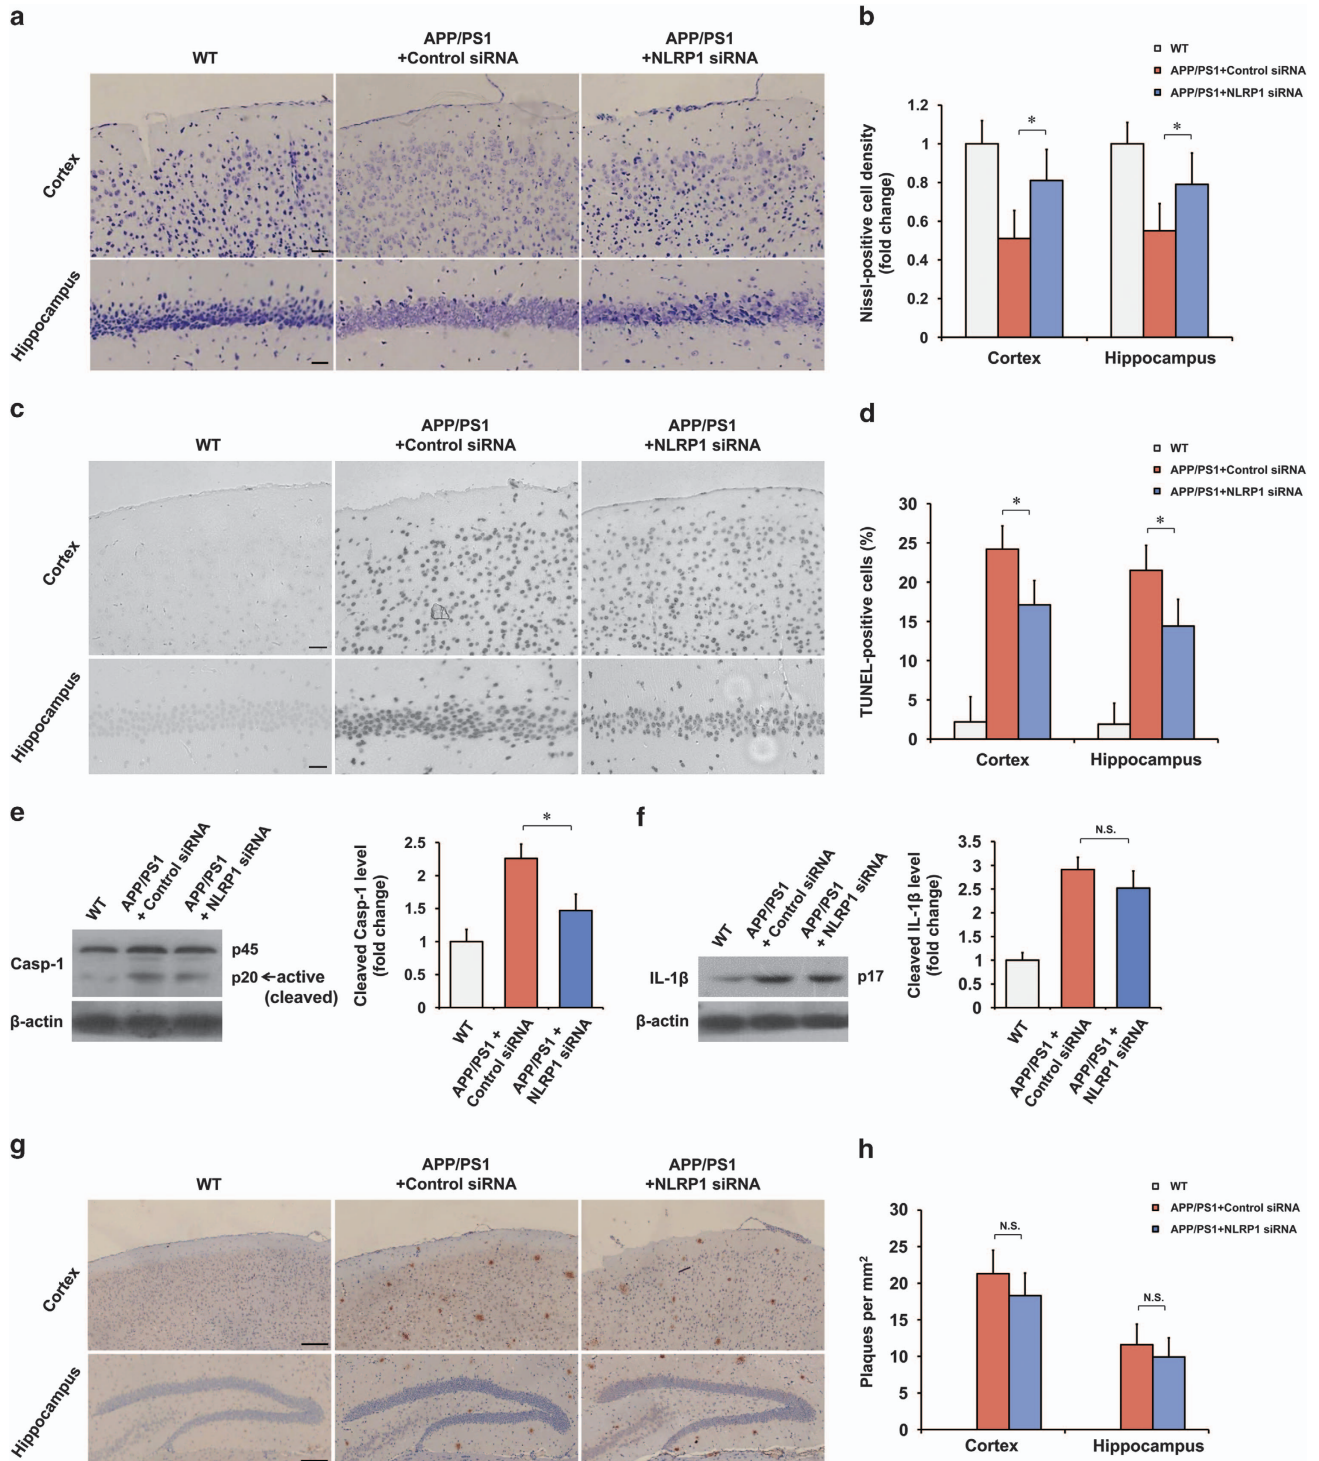 a
WT
APP/PS1
+Control siRNA
APP/PS1
+NLRP1 siRNA
Cortex
Hippocampus
b
WT
APP/PS1+Control siRNA
APP/PS1+NLRP1 siRNA
Nissl-positive cell density
(fold change)
1.2
1
0.8
0.6
0.4
0.2
0
*
*
Cortex
Hippocampus
c
WT
APP/PS1
+Control siRNA
APP/PS1
+NLRP1 siRNA
Cortex
Hippocampus
d
WT
APP/PS1+Control siRNA
APP/PS1+NLRP1 siRNA
TUNEL-positive cells (%)
30
25
20
15
10
5
0
*
*
Cortex
Hippocampus
e
WT
APP/PS1
+ Control siRNA
APP/PS1
+ NLRP1 siRNA
Casp-1
p45
p20 ←active
(cleaved)
β-actin
Cleaved Casp-1 level
(fold change)
2.5
2
1.5
1
0.5
0
*
WT
APP/PS1 +
Control siRNA
APP/PS1 +
NLRP1 siRNA
f
WT
APP/PS1
+ Control siRNA
APP/PS1
+ NLRP1 siRNA
IL-1β
p17
β-actin
Cleaved IL-1β level
(fold change)
3.5
3
2.5
2
1.5
1
0.5
0
N.S.
WT
APP/PS1 +
Control siRNA
APP/PS1 +
NLRP1 siRNA
g
WT
APP/PS1
+Control siRNA
APP/PS1
+NLRP1 siRNA
Cortex
Hippocampus
h
WT
APP/PS1+Control siRNA
APP/PS1+NLRP1 siRNA
Plaques per mm²
30
25
20
15
10
5
0
N.S.
N.S.
Cortex
Hippocampus